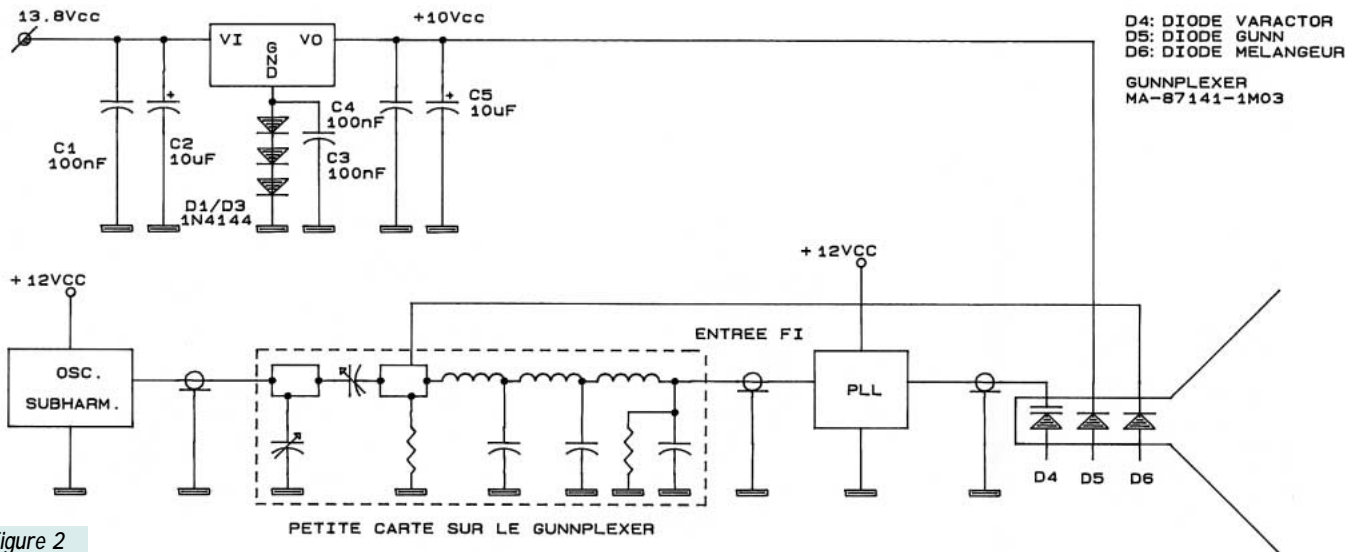 13.8Vcc
+10Vcc
VI
GND
VO
D4: DIODE VARACTOR
D5: DIODE GUNN
D6: DIODE MELANGEUR
GUNNPLEXER
MA-87141-1M03
C1
100nF
C2
10uF
C4
100nF
C3
100nF
C5
10uF
D1/D3
1N4144
+12VCC
+12VCC
ENTREE FI
OSC.
SUBHARM.
PLL
D4
D5
D6
PETITE CARTE SUR LE GUNNPLEXER
igure 2